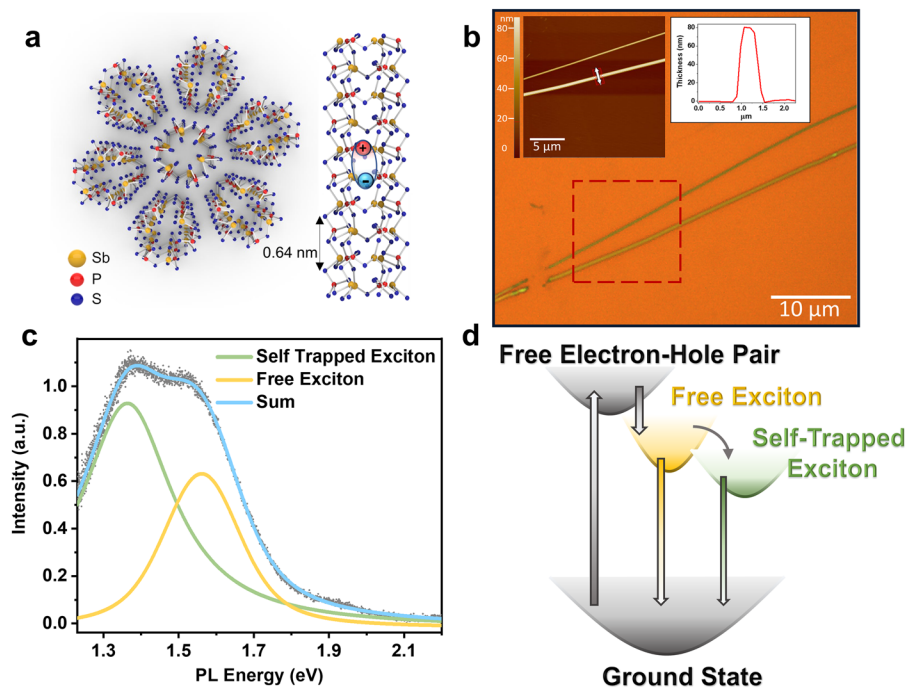 a
Sb
P
S
0.64 nm
+
-
b
80nm
60
40
20nm
0
5 µm
Thickness (nm)
80
60
40
20
0
0.0 0.5 1.0 1.5 2.0
µm
10 µm
c
Self Trapped Exciton
Free Exciton
Sum
Intensity (a.u.)
1.0
0.8
0.6
0.4
0.2
0.0
1.3 1.5 1.7 1.9 2.1
PL Energy (eV)
d
Free Electron-Hole Pair
Free Exciton
Self-Trapped
Exciton
Ground State